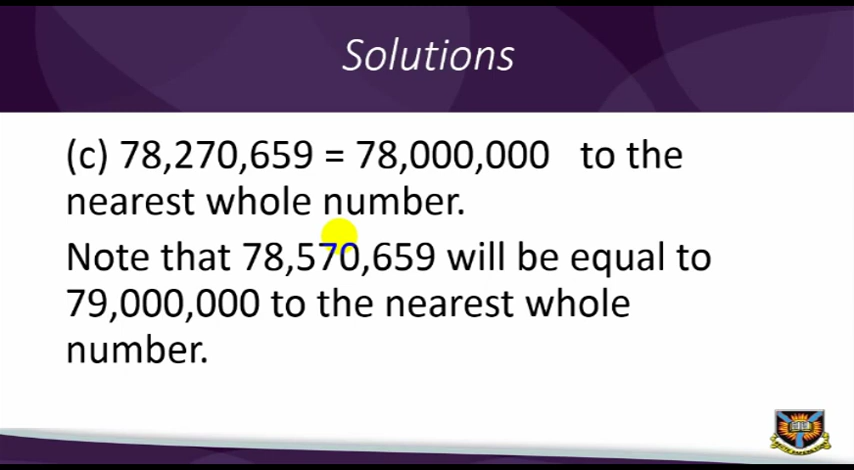 Solutions
(c) 78,270,659 = 78,000,000 to the
nearest whole number.
Note that 78,570,659 will be equal to
79,000,000 to the nearest whole
number.